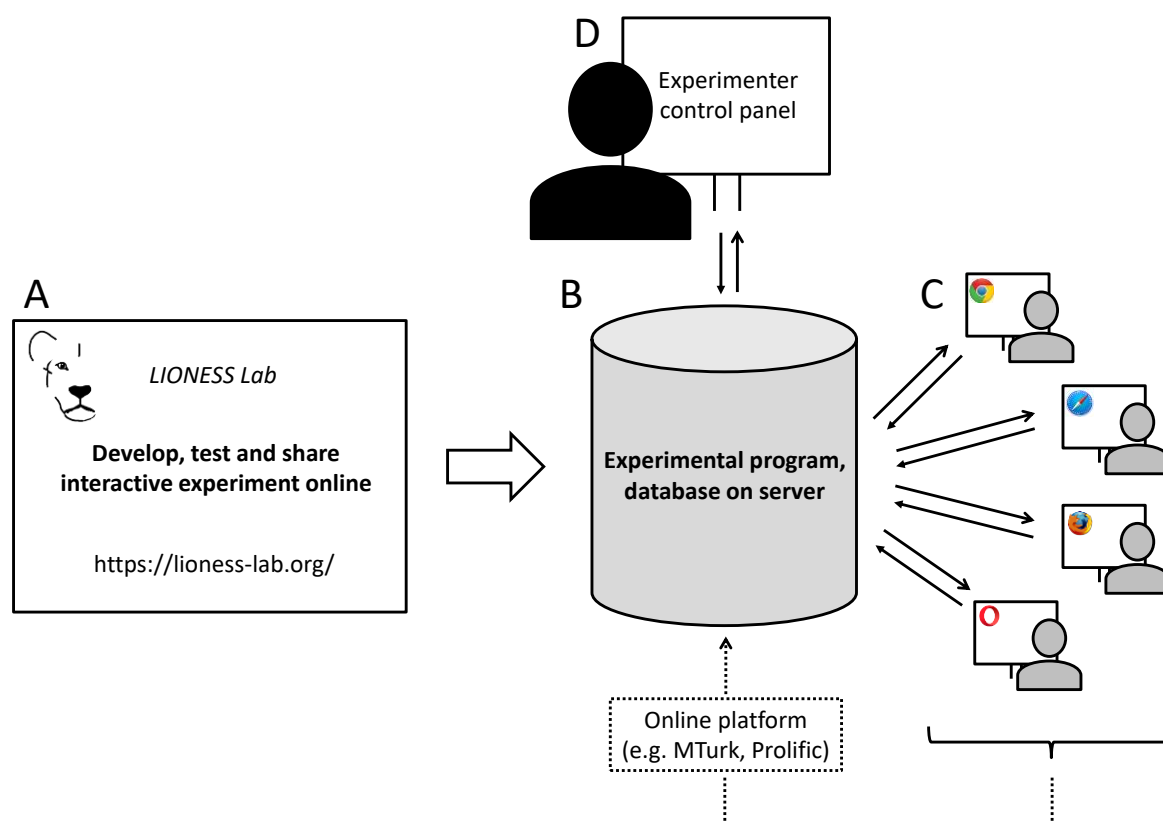 D
Experimenter
control panel
A
LIONESS Lab
Develop, test and share
interactive experiment online
https://lioness-lab.org/
B
Experimental program,
database on server
C
Online platform
(e.g. MTurk, Prolific)